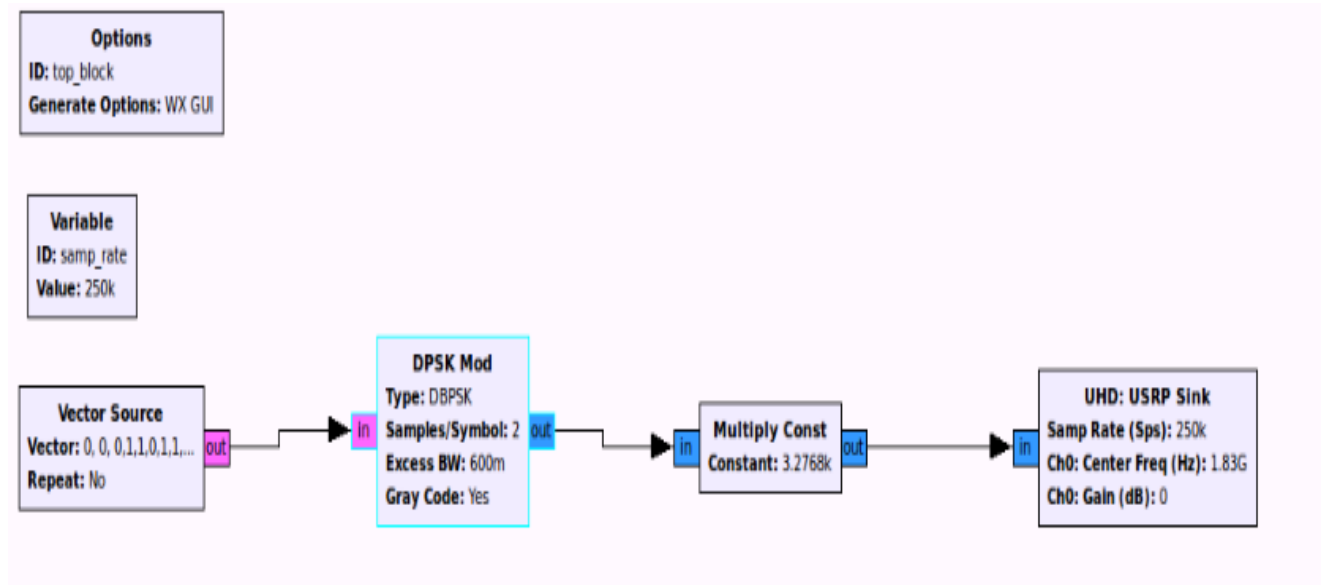 Options
ID: top_block
Generate Options: WX GUI
Variable
ID: samp_rate
Value: 250k
Vector Source
Vector: 0, 0, 0,1,1,0,1,1,...
Repeat: No
out
in
DPSK Mod
Type: DBPSK
Samples/Symbol: 2
Excess BW: 600m
Gray Code: Yes
out
in
Multiply Const
Constant: 3.2768k
out
in
UHD: USRP Sink
Samp Rate (Sps): 250k
Ch0: Center Freq (Hz): 1.83G
Ch0: Gain (dB): 0